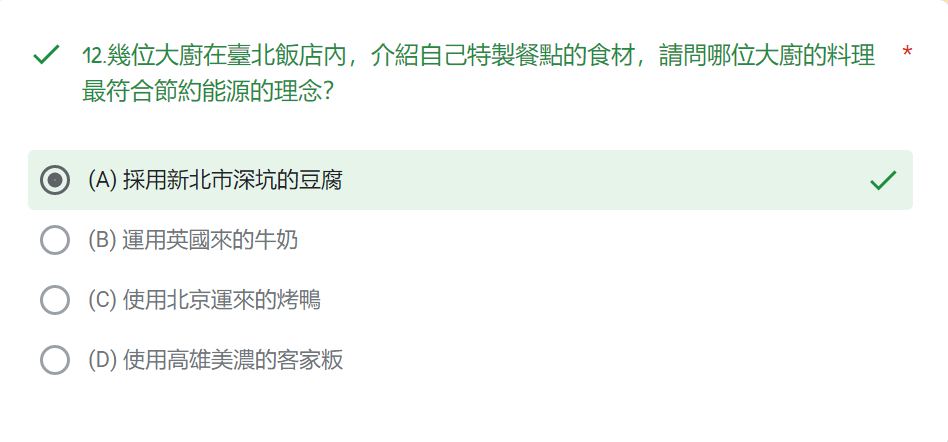 12.幾位大廚在臺北飯店內，介紹自己特製餐點的食材，請問哪位大廚的料理 *
最符合節約能源的理念?
(A) 採用新北市深坑的豆腐
(B) 運用英國來的牛奶
(C) 使用北京運來的烤鴨
(D) 使用高雄美濃的客家粄